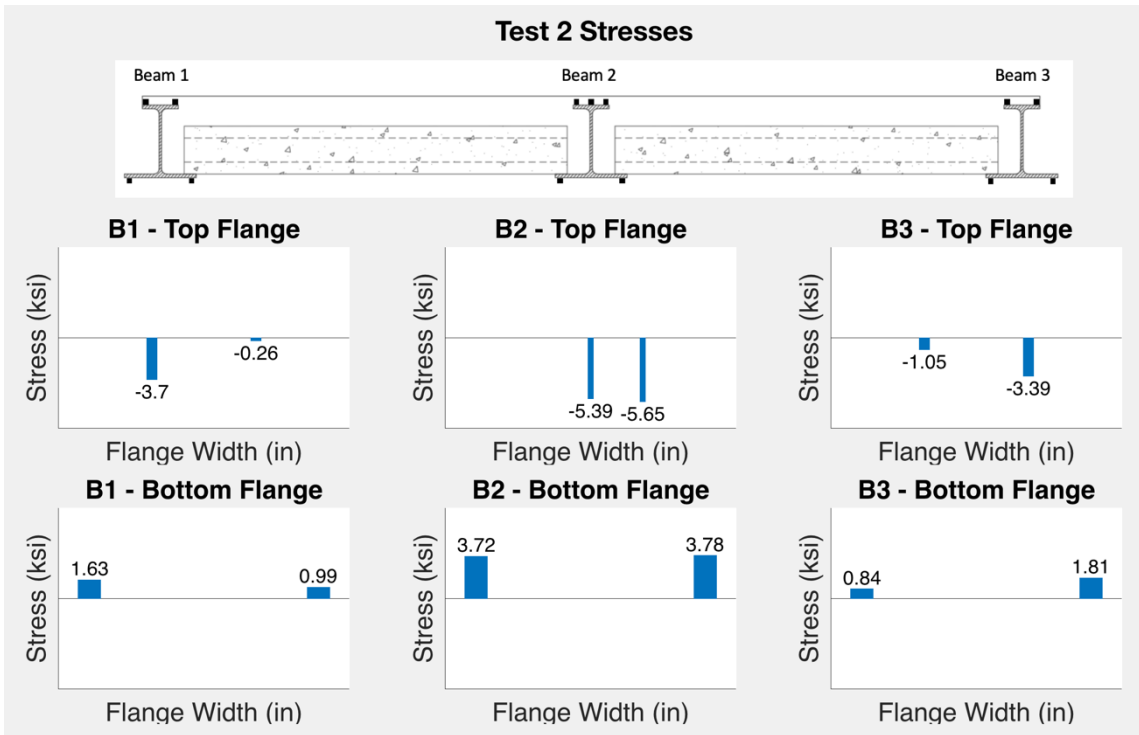 Test 2 Stresses
Beam 1
Beam 2
Beam 3
B1 - Top Flange
Stress (ksi)
-3.7
-0.26
Flange Width (in)
B2 - Top Flange
Stress (ksi)
-5.39
-5.65
Flange Width (in)
B3 - Top Flange
Stress (ksi)
-1.05
-3.39
Flange Width (in)
B1 - Bottom Flange
Stress (ksi)
1.63
0.99
Flange Width (in)
B2 - Bottom Flange
Stress (ksi)
3.72
3.78
Flange Width (in)
B3 - Bottom Flange
Stress (ksi)
0.84
1.81
Flange Width (in)